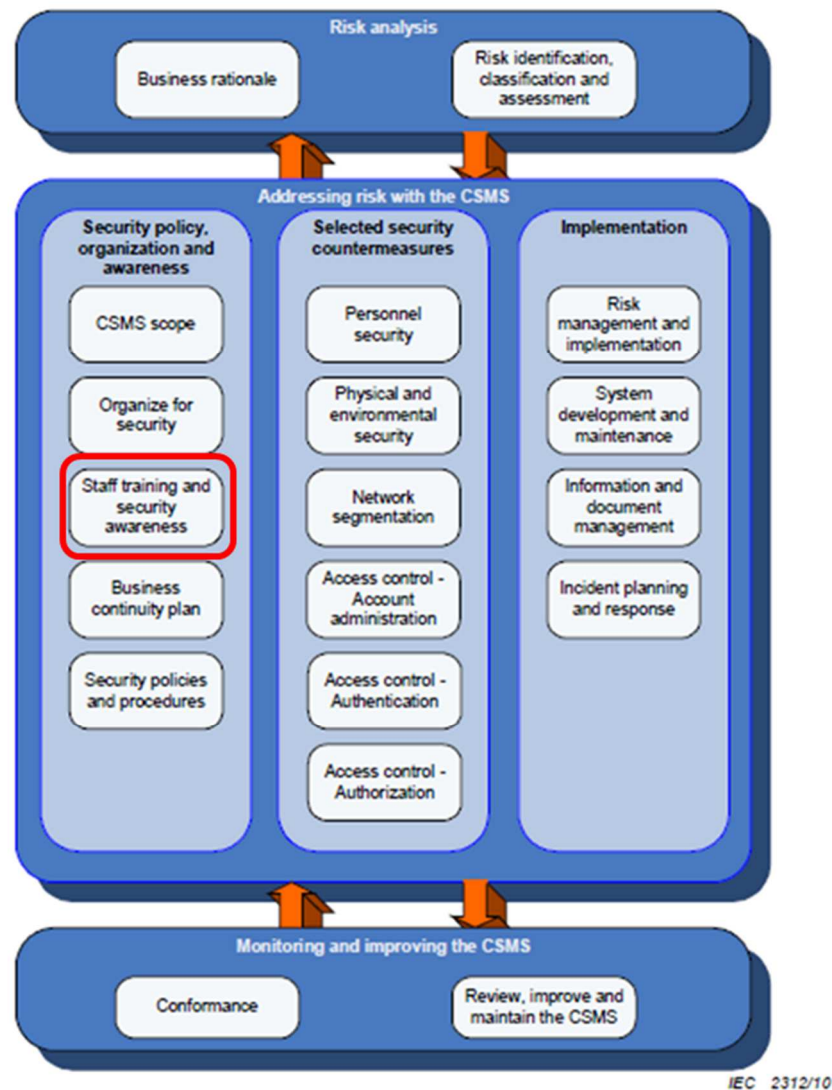 Risk analysis
Business rationale
Risk identification,
classification and
assessment
Addressing risk with the CSMS
Security policy,
organization and
awareness
CSMS scope
Organize for
security
Staff training and
security
awareness
Business
continuity plan
Security policies
and procedures
Selected security
countermeasures
Personnel
security
Physical and
environmental
security
Network
segmentation
Access control -
Account
administration
Access control -
Authentication
Access control -
Authorization
Implementation
Risk
management and
implementation
System
development and
maintenance
Information and
document
management
Incident planning
and response
Monitoring and improving the CSMS
Conformance
Review, improve and
maintain the CSMS
IEC 2312/10